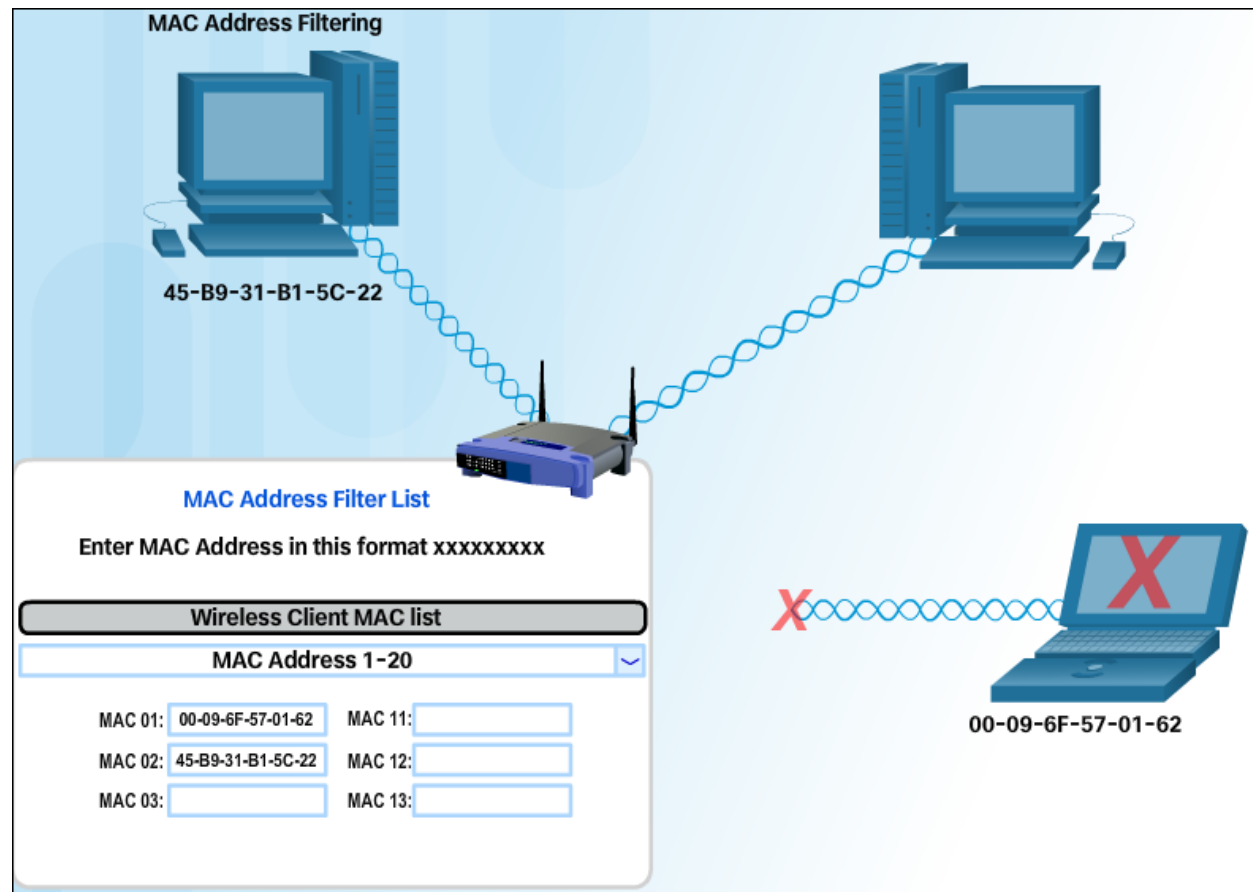 MAC Address Filtering
45-B9-31-B1-5C-22
MAC Address Filter List
Enter MAC Address in this format xxxxxxxxx
Wireless Client MAC list
MAC Address 1-20
MAC 01: 00-09-6F-57-01-62 MAC 11:
MAC 02: 45-B9-31-B1-5C-22 MAC 12:
MAC 03: MAC 13:
X
X
00-09-6F-57-01-62